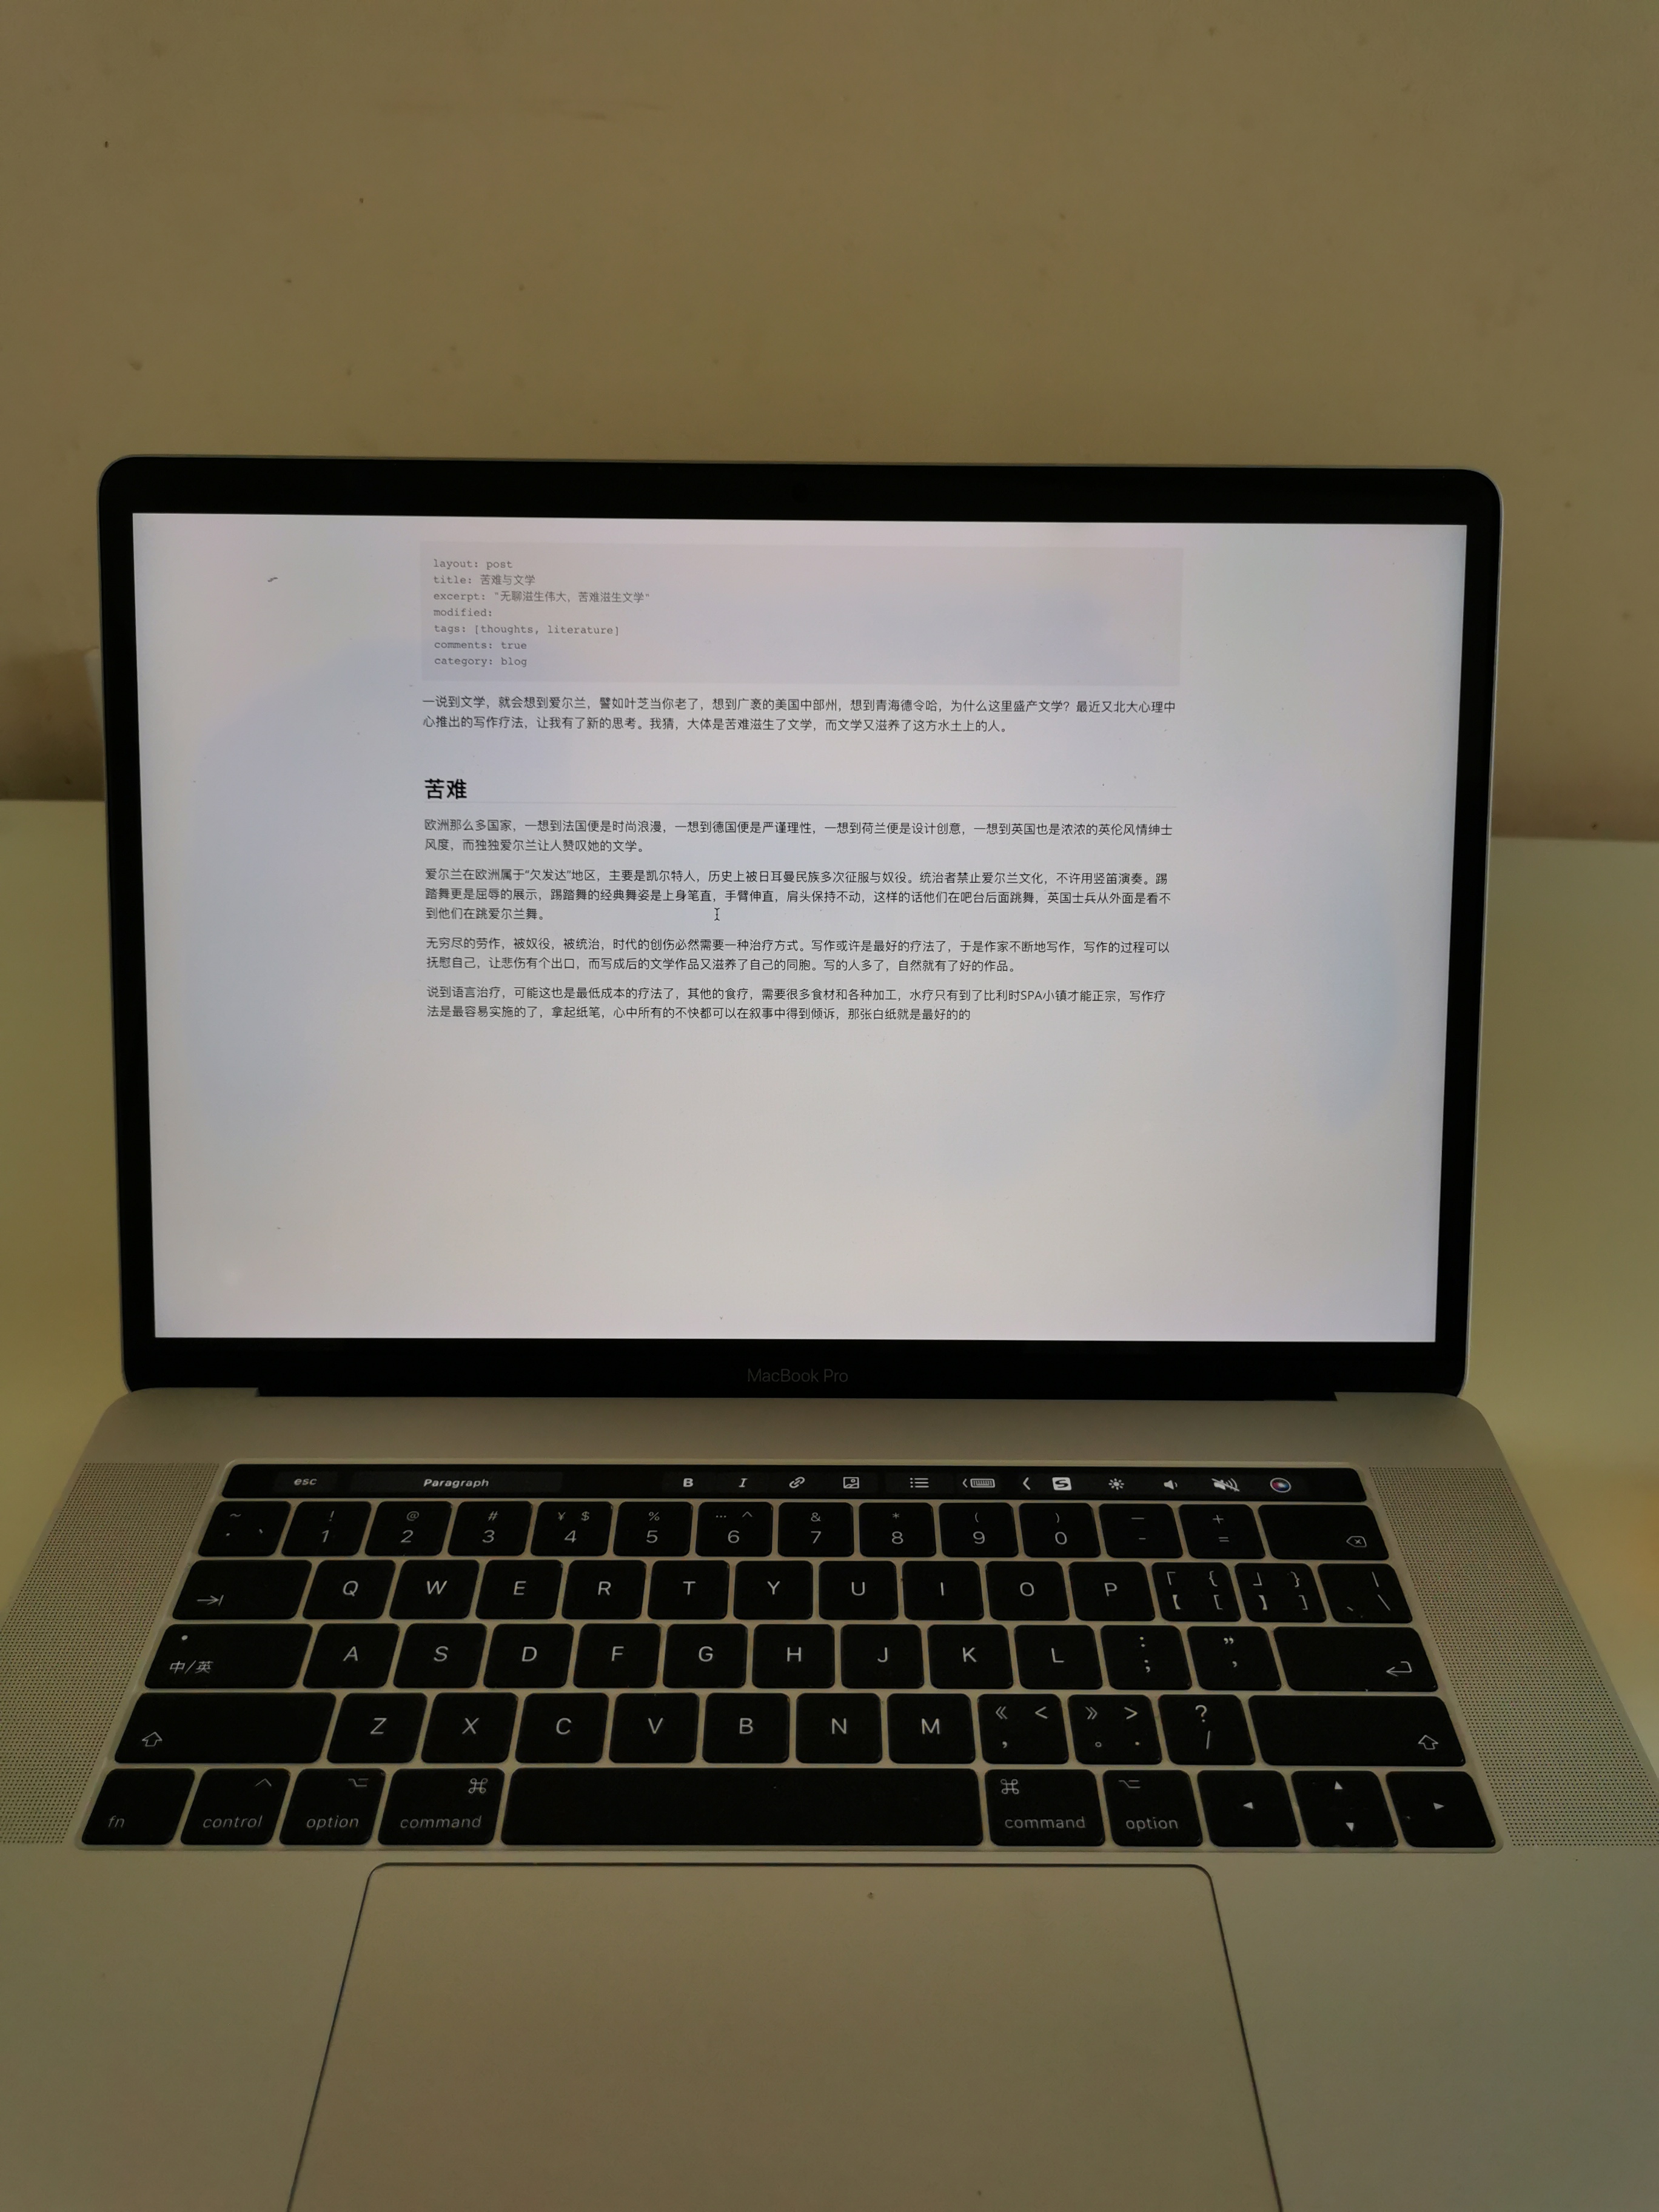 layout: post
title: 苦难与文学
excerpt: "无聊滋生伟大，苦难滋生文学"
modified:
tags: [thoughts, literature]
comments: true
category: blog
一说到文学，就会想到爱尔兰，譬如叶芝当你老了，想到广袤的美国中部州，想到青海德令哈，为什么这里盛产文学？最近又北大心理中
心推出的写作疗法，让我有了新的思考。我猜，大体是苦难滋生了文学，而文学又滋养了这方水土上的人。
苦难
欧洲那么多国家，一想到法国便是时尚浪漫，一想到德国便是严谨理性，一想到荷兰便是设计创意，一想到英国也是浓浓的英伦风情绅士
风度，而独独爱尔兰让人赞叹她的文学。
爱尔兰在欧洲属于“欠发达”地区，主要是凯尔特人，历史上被日耳曼民族多次征服与奴役。统治者禁止爱尔兰文化，不许用竖笛演奏。踢
踏舞更是屈辱的展示，踢踏舞的经典舞姿是上身笔直，手臂伸直，肩头保持不动，这样的话他们在吧台后面跳舞，英国士兵从外面是看不
到他们在跳爱尔兰舞。
无穷尽的劳作，被奴役，被统治，时代的创伤必然需要一种治疗方式。写作或许是最好的疗法了，于是作家不断地写作，写作的过程可以
抚慰自己，让悲伤有个出口，而写成后的文学作品又滋养了自己的同胞。写的人多了，自然就有了好的作品。
说到语言治疗，可能这也是最低成本的疗法了，其他的食疗，需要很多食材和各种加工，水疗只有到了比利时SPA小镇才能正宗，写作疗
法是最容易实施的了，拿起纸笔，心中所有的不快都可以在叙事中得到倾诉，那张白纸就是最好的的
MacBook Pro
esc Paragraph B I
~ ! @ # ¥ $ % … ^ & * ( ) — +
· ` 1 2 3 4 5 6 7 8 9 0 - =
Q W E R T Y U I O P 「 { 【 [ 」 } 】 ] | 、 \
中/英 A S D F G H J K L : ; ” ’
Z X C V B N M 《 < , 》 > 。 . ? /
fn control option ⌘ command ⌘ command option